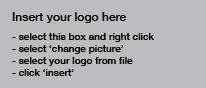 Insert your logo here
- select this box and right click
- select ‘change picture’
- select your logo from file
- click ‘insert’